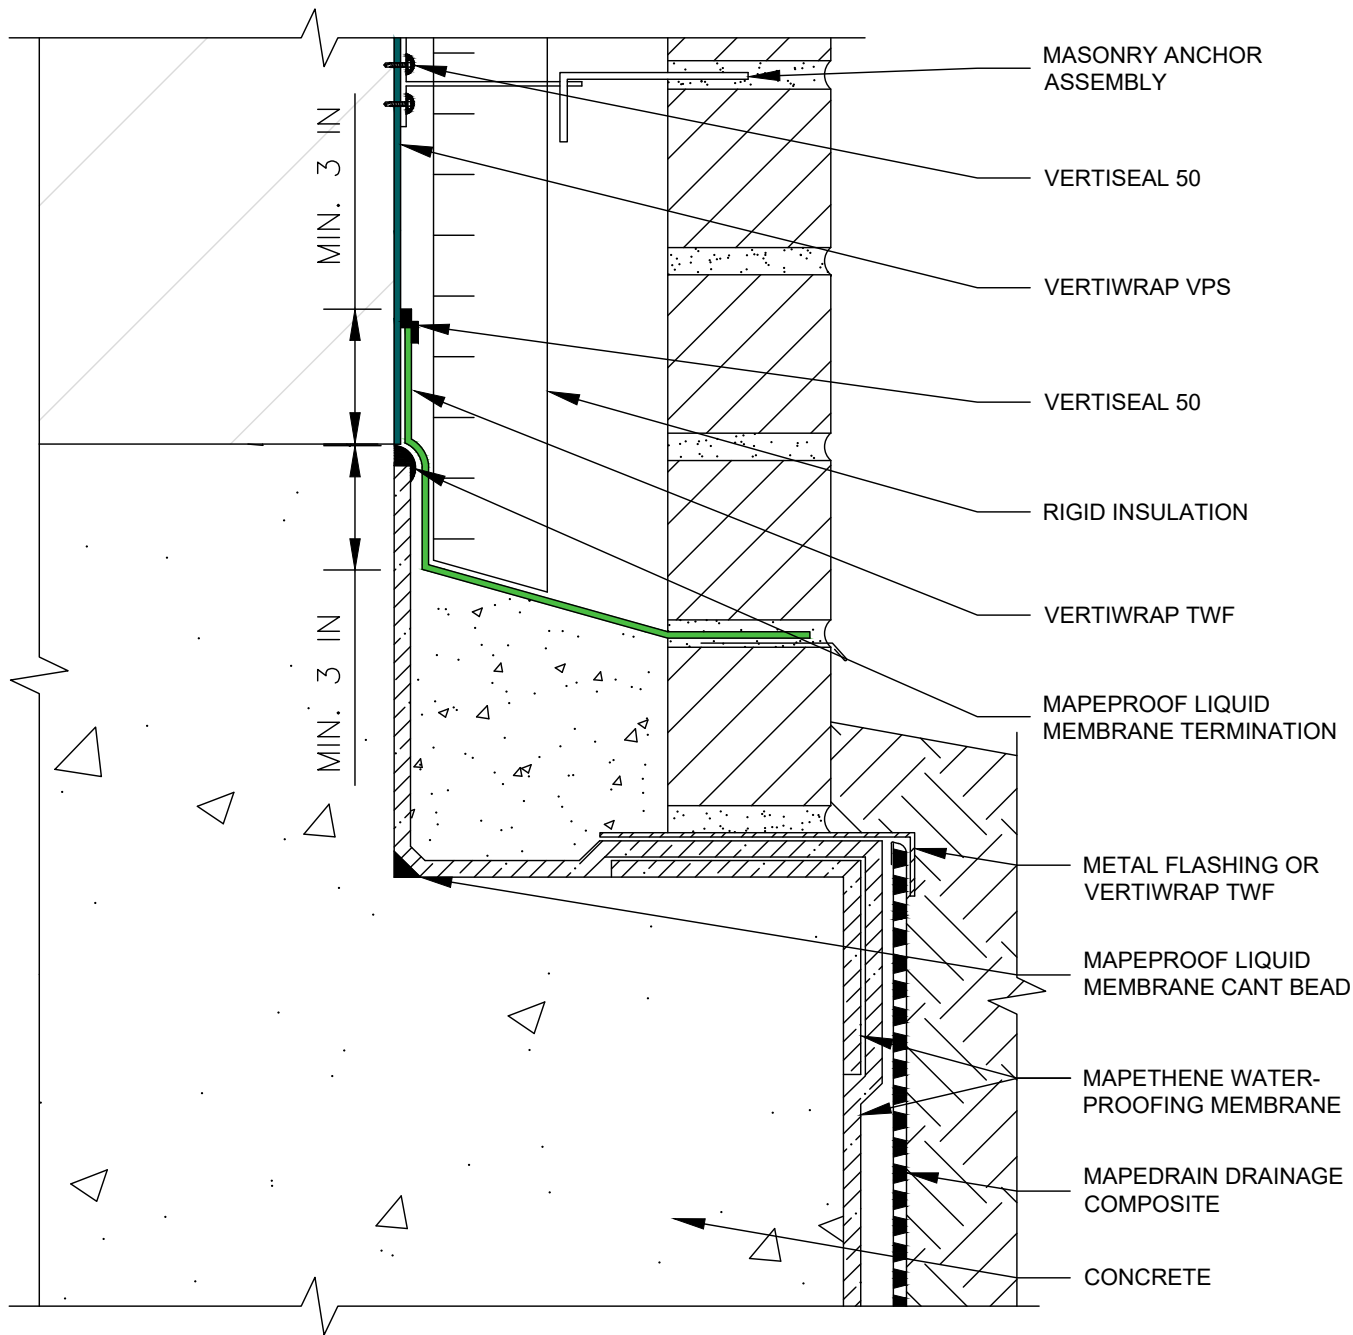 MASONRY ANCHOR
ASSEMBLY
MIN. 3 IN
VERTISEAL 50
VERTIWRAP VPS
VERTISEAL 50
RIGID INSULATION
VERTIWRAP TWF
MIN. 3 IN
MAPEPROOF LIQUID
MEMBRANE TERMINATION
METAL FLASHING OR
VERTIWRAP TWF
MAPEPROOF LIQUID
MEMBRANE CANT BEAD
MAPETHENE WATER-
PROOFING MEMBRANE
MAPEDRAIN DRAINAGE
COMPOSITE
CONCRETE